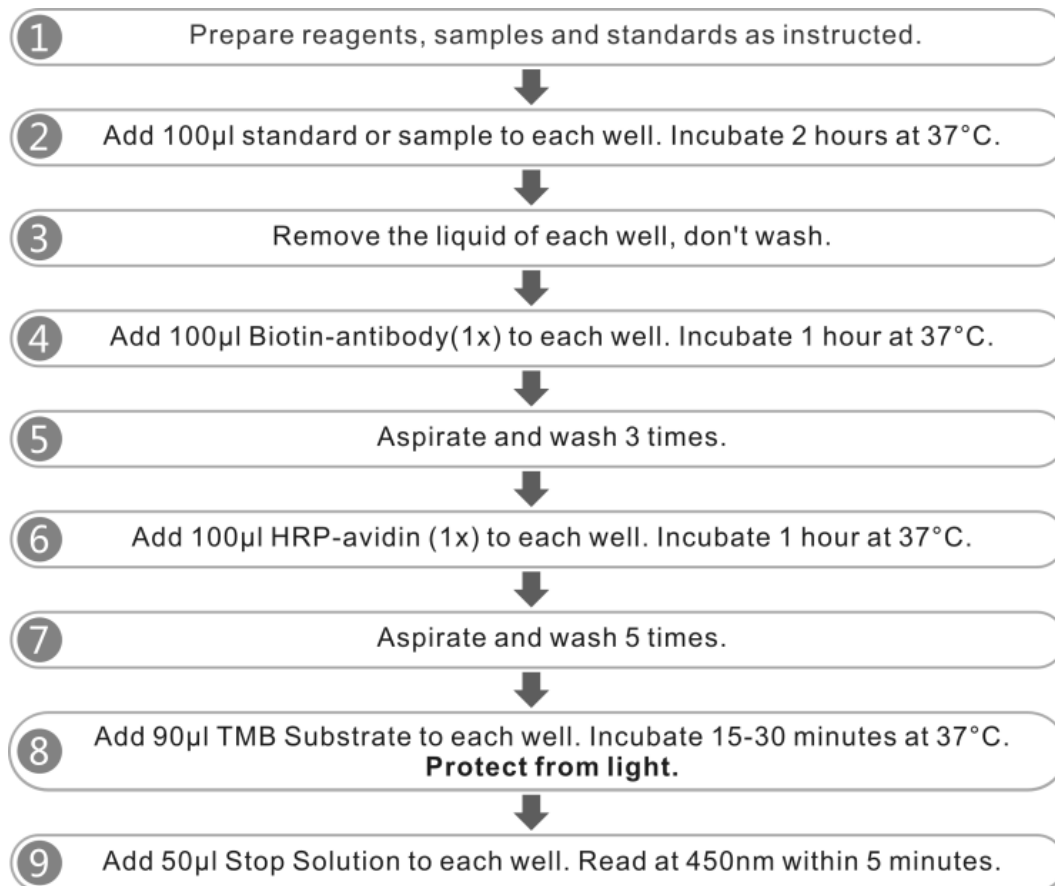 1 Prepare reagents, samples and standards as instructed.
2 Add 100µl standard or sample to each well. Incubate 2 hours at 37°C.
3 Remove the liquid of each well, don't wash.
4 Add 100µl Biotin-antibody(1x) to each well. Incubate 1 hour at 37°C.
5 Aspirate and wash 3 times.
6 Add 100µl HRP-avidin (1x) to each well. Incubate 1 hour at 37°C.
7 Aspirate and wash 5 times.
8 Add 90µl TMB Substrate to each well. Incubate 15-30 minutes at 37°C.
Protect from light.
9 Add 50µl Stop Solution to each well. Read at 450nm within 5 minutes.